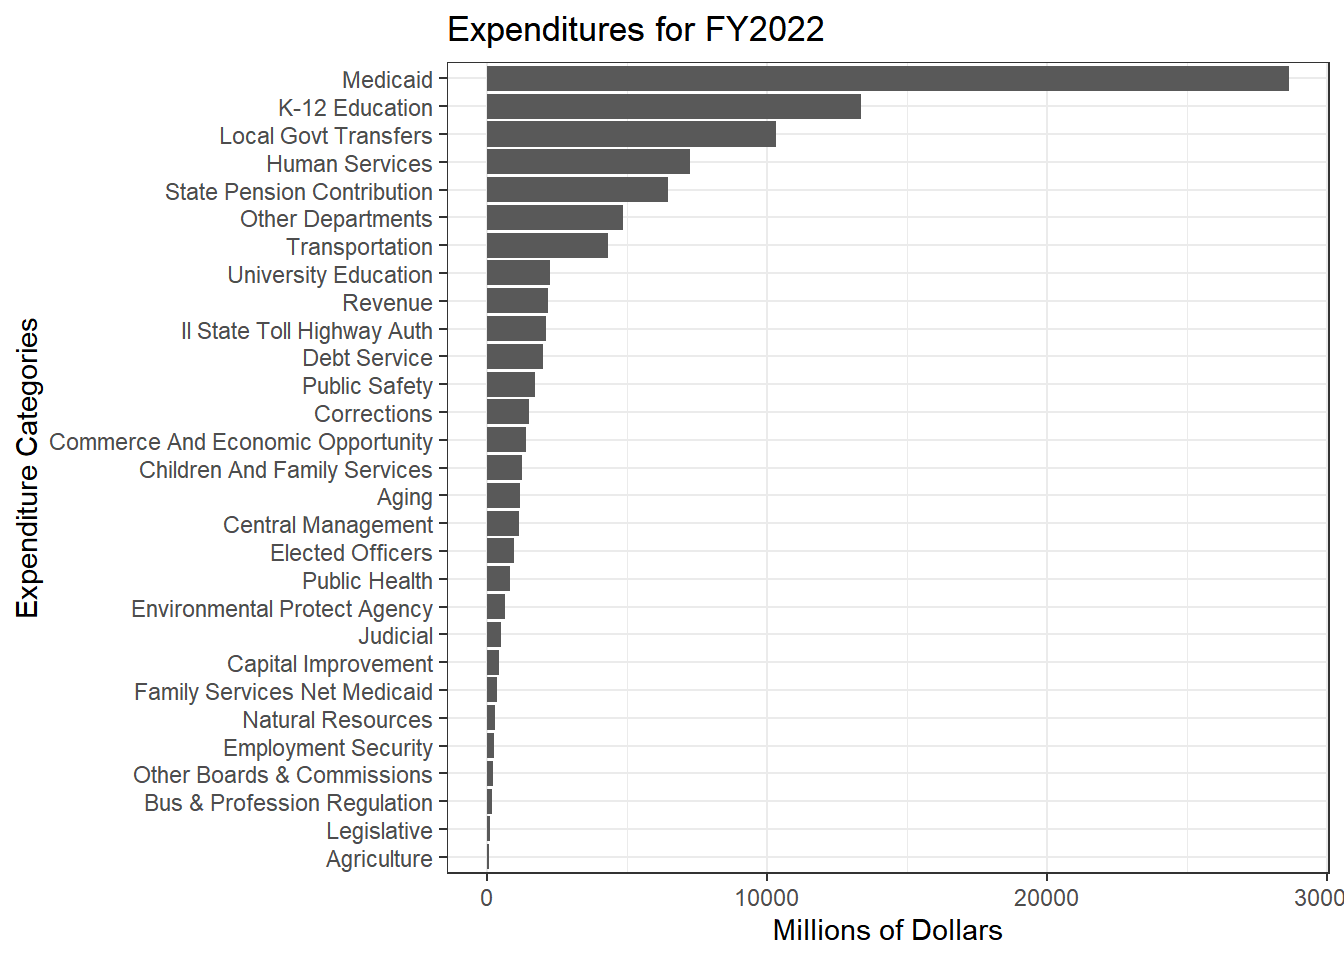 Expenditures for FY2022
Expenditure Categories
Medicaid
K-12 Education
Local Govt Transfers
Human Services
State Pension Contribution
Other Departments
Transportation
University Education
Revenue
Il State Toll Highway Auth
Debt Service
Public Safety
Corrections
Commerce And Economic Opportunity
Children And Family Services
Aging
Central Management
Elected Officers
Public Health
Environmental Protect Agency
Judicial
Capital Improvement
Family Services Net Medicaid
Natural Resources
Employment Security
Other Boards & Commissions
Bus & Profession Regulation
Legislative
Agriculture
0 10000 20000 3000
Millions of Dollars